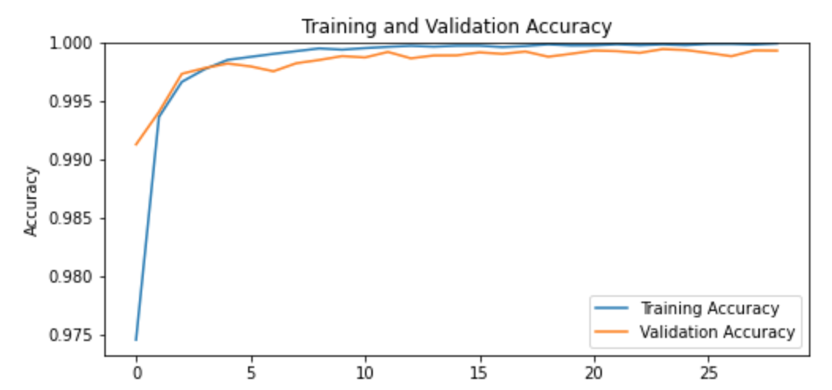 Training and Validation Accuracy
1.000
0.995
0.990
0.985
0.980
0.975
Accuracy
Training Accuracy
Validation Accuracy
0 5 10 15 20 25